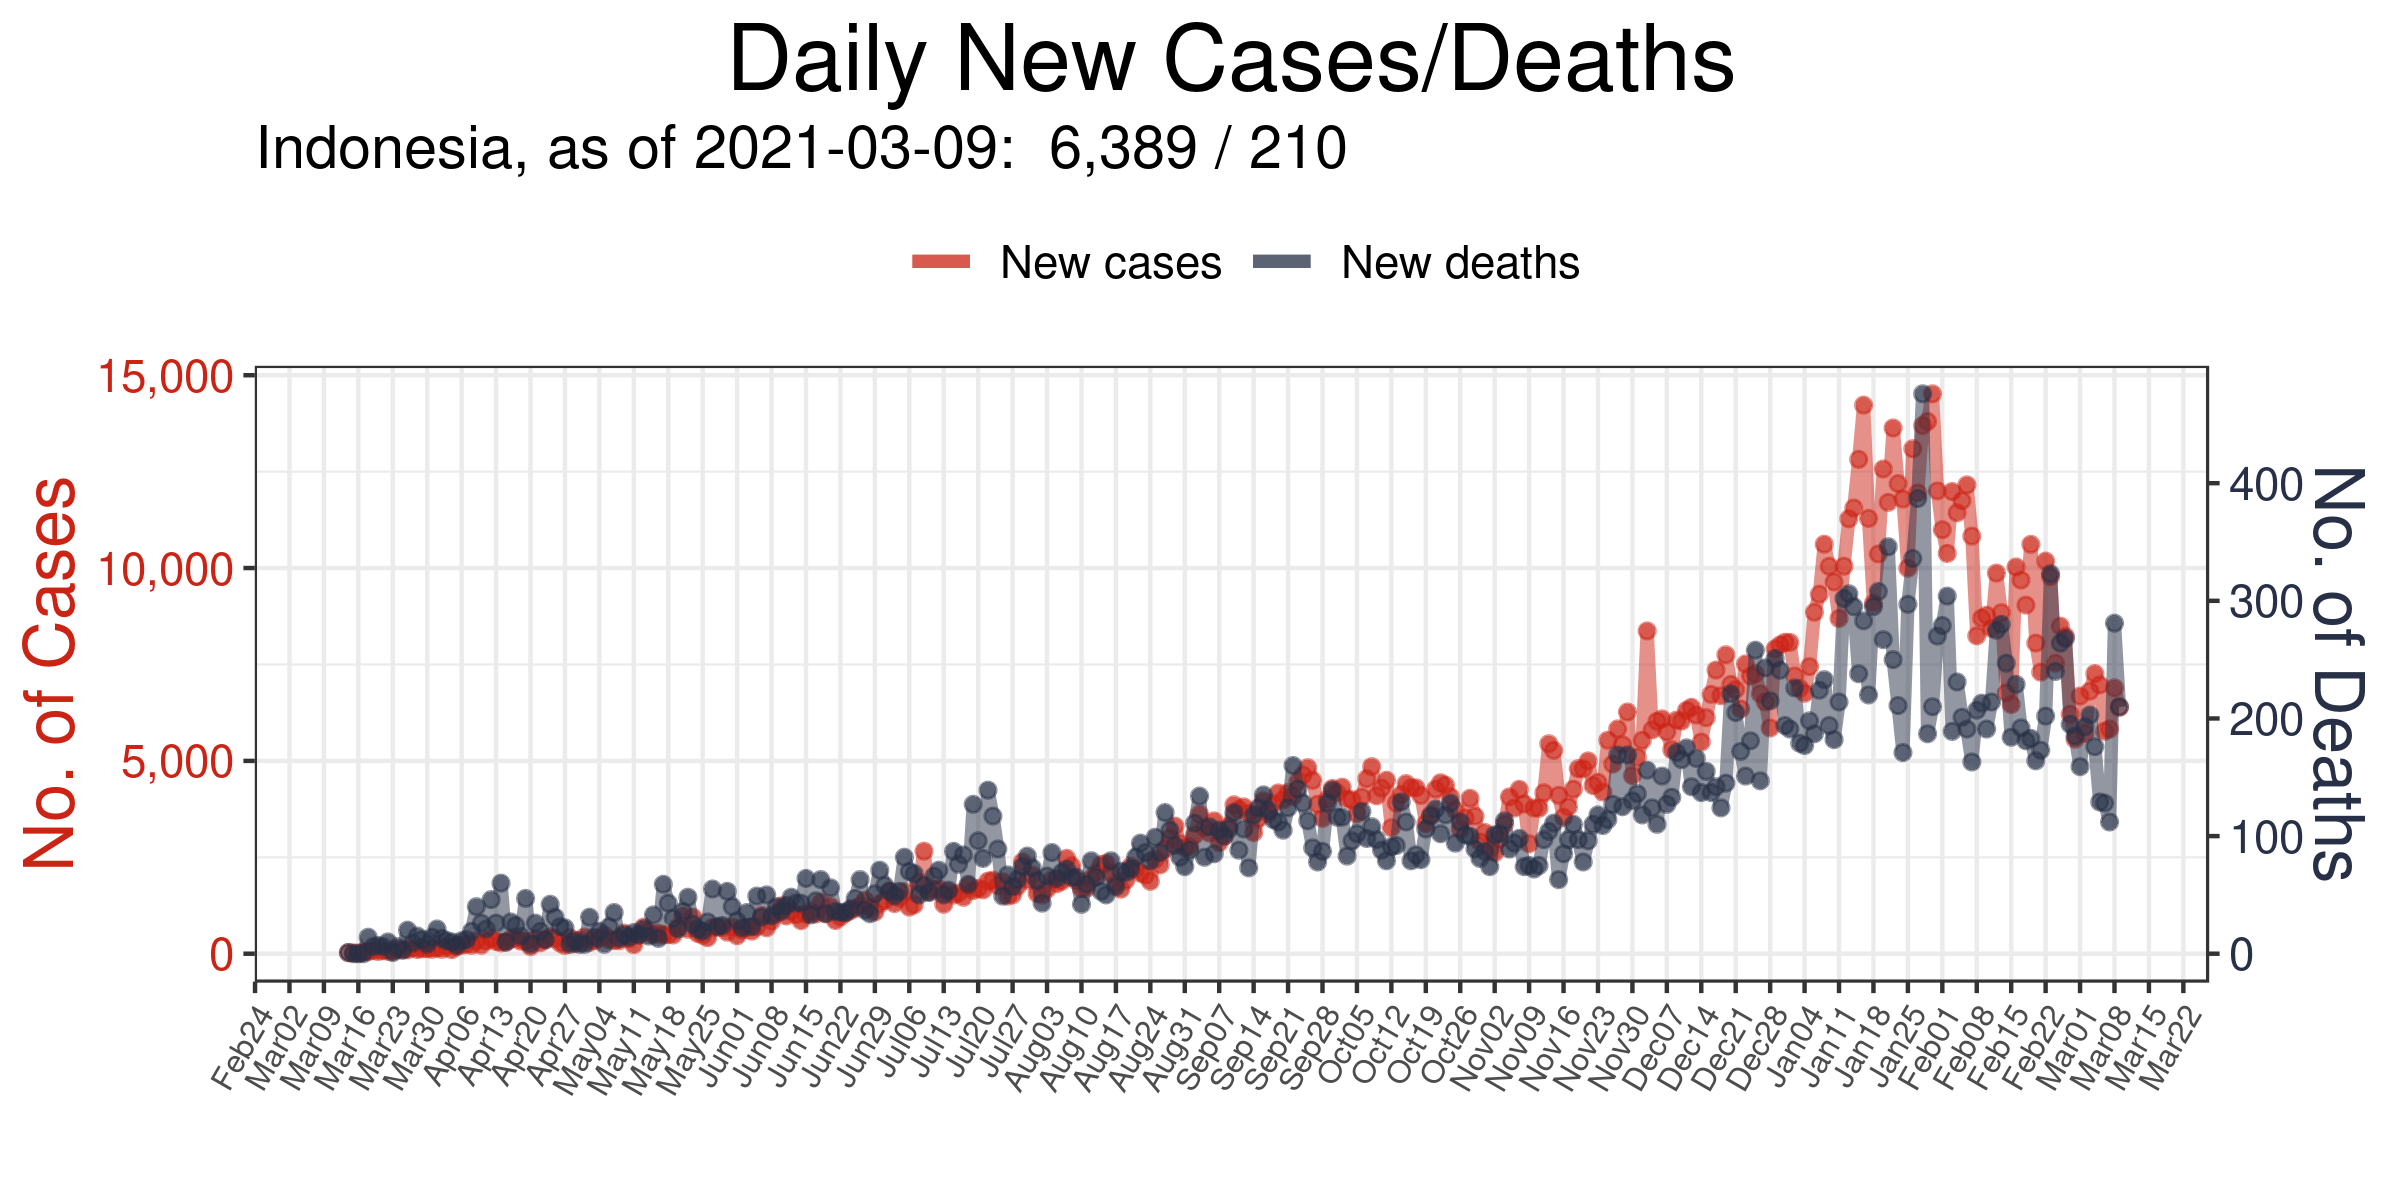 Daily New Cases/Deaths
Indonesia, as of 2021-03-09:  6,389 / 210
New cases New deaths
No. of Cases
15,000
10,000
5,000
0
400
300
200
100
0
No. of Deaths
Feb24 Mar02 Mar09 Mar16 Mar23 Mar30 Apr06 Apr13 Apr20 Apr27 May04 May11 May18 May25 Jun01 Jun08 Jun15 Jun22 Jun29 Jul06 Jul13 Jul20 Jul27 Aug03 Aug10 Aug17 Aug24 Aug31 Sep07 Sep14 Sep21 Sep28 Oct05 Oct12 Oct19 Oct26 Nov02 Nov09 Nov16 Nov23 Nov30 Dec07 Dec14 Dec21 Dec28 Jan04 Jan11 Jan18 Jan25 Feb01 Feb08 Feb15 Feb22 Mar01 Mar08 Mar15 Mar22